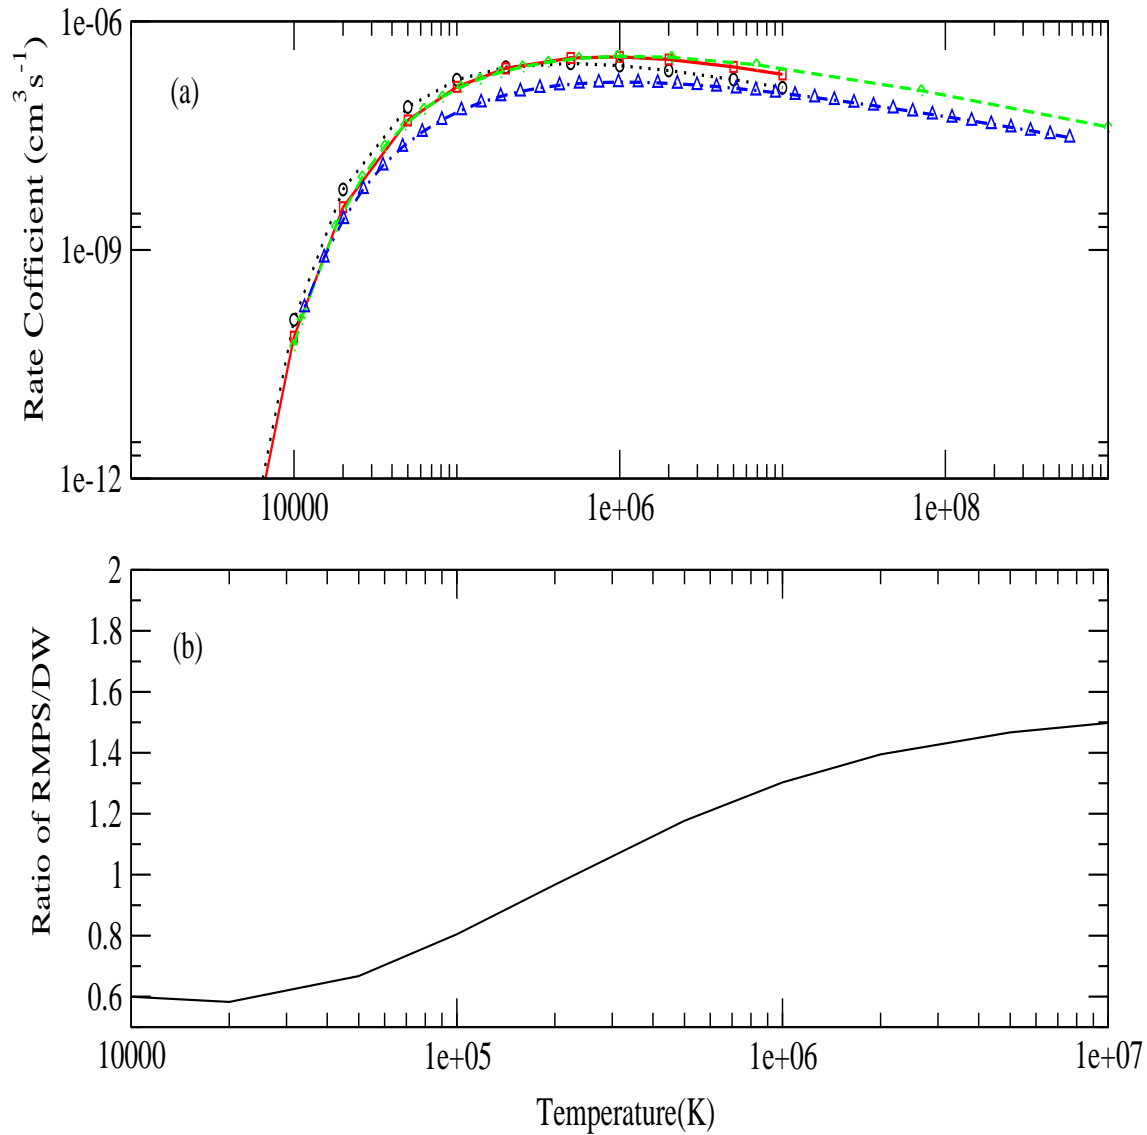 1e-06
(a)
1e-09
1e-12
Rate Cofficient (cm³s⁻¹)
10000 1e+06 1e+08
2
1.8
(b)
1.6
1.4
1.2
1
0.8
0.6
Ratio of RMPS/DW
10000 1e+05 1e+06 1e+07
Temperature(K)